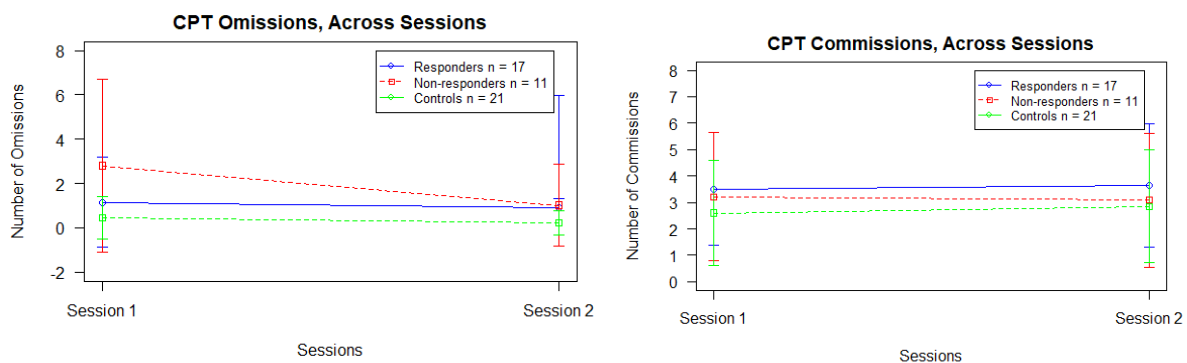 CPT Omissions, Across Sessions
Number of Omissions
8
6
4
2
0
-2
Responders n = 17
Non-responders n = 11
Controls n = 21
Session 1
Session 2
Sessions
CPT Commissions, Across Sessions
Number of Commissions
8
7
6
5
4
3
2
1
0
Responders n = 17
Non-responders n = 11
Controls n = 21
Session 1
Session 2
Sessions